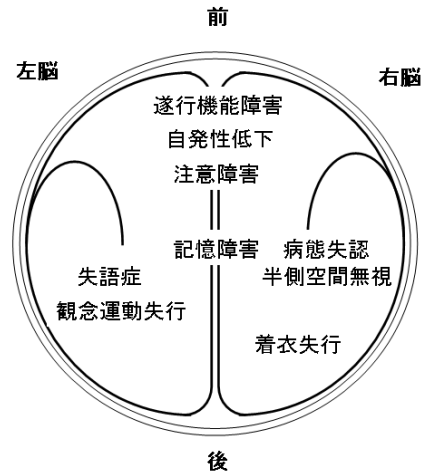 前
左脳
右脳
遂行機能障害
自発性低下
注意障害
記憶障害
病態失認
半側空間無視
失語症
観念運動失行
着衣失行
後